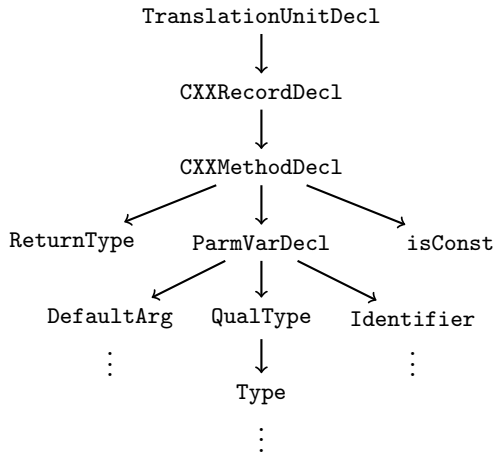 TranslationUnitDecl
CXXRecordDecl
CXXMethodDecl
ReturnType ParmVarDecl isConst
DefaultArg QualType Identifier
Type